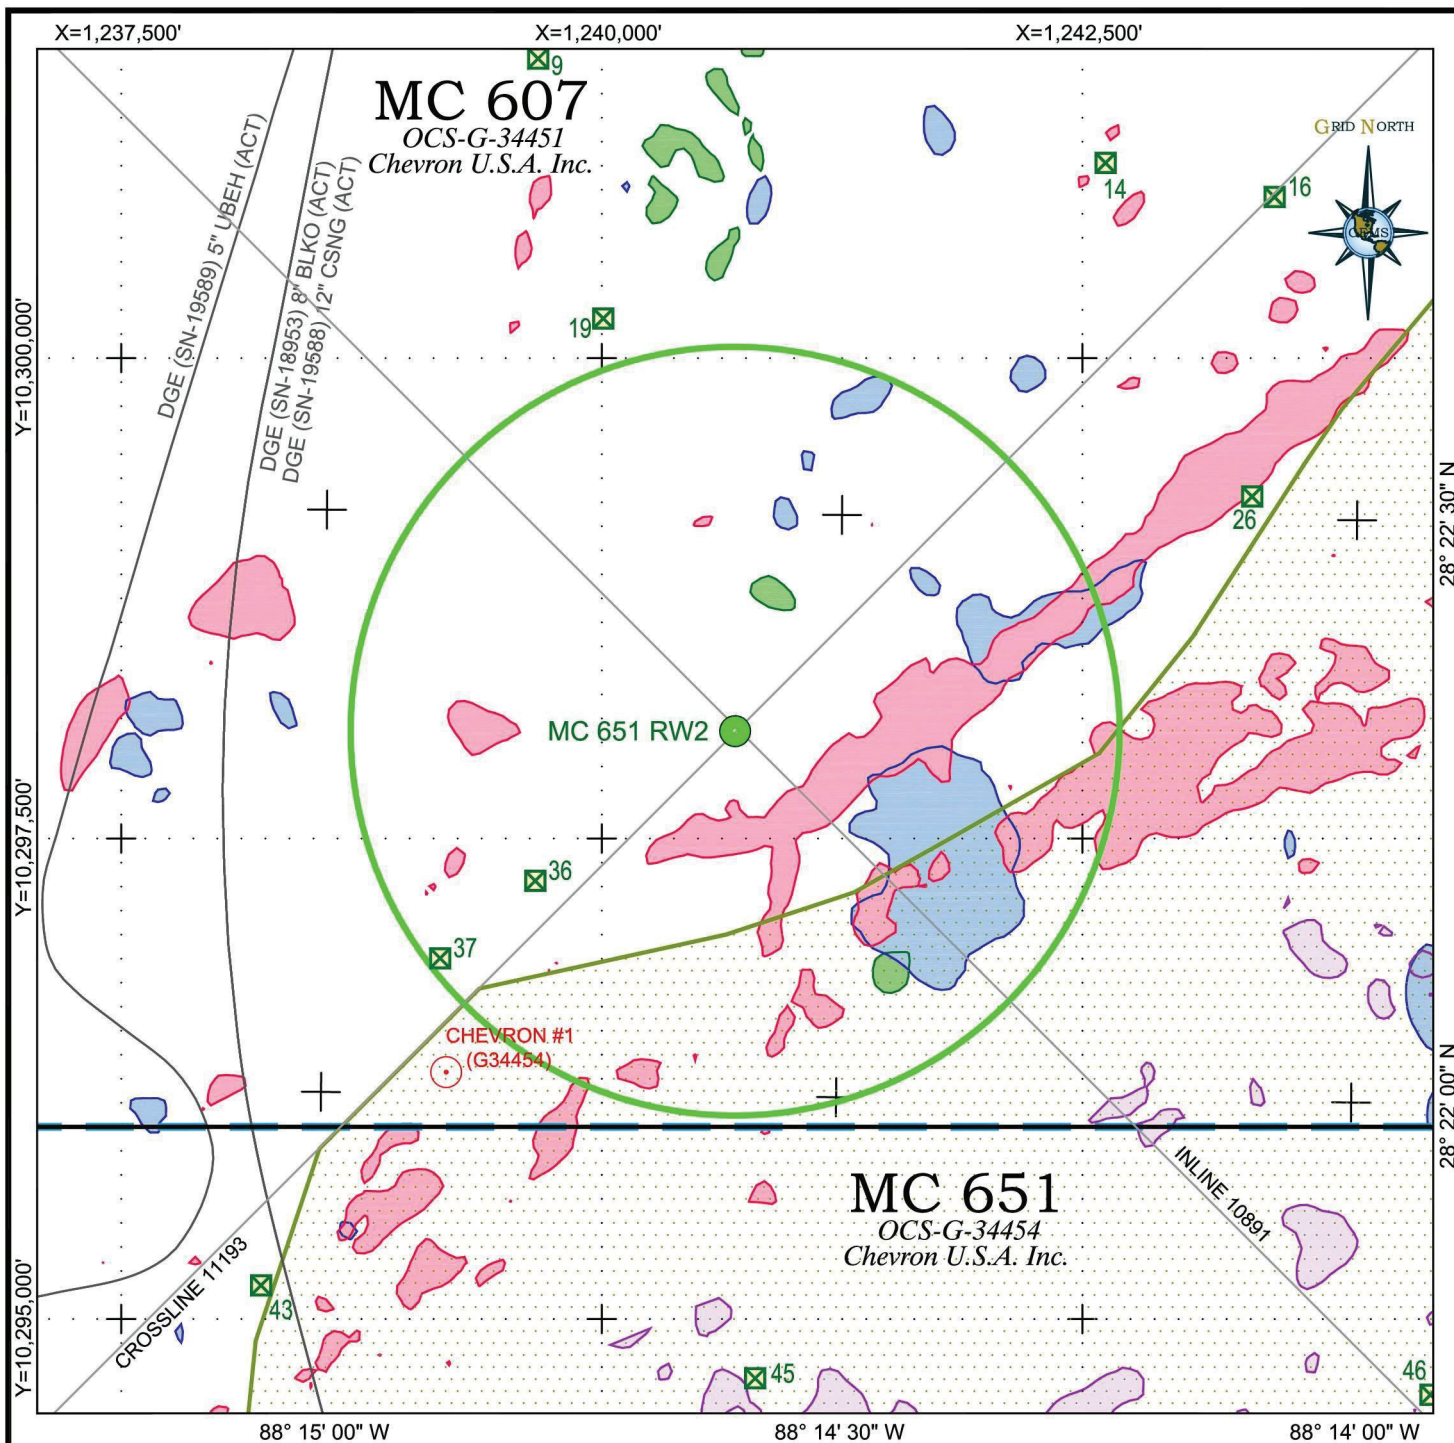 X=1,237,500'
X=1,240,000'
X=1,242,500'
9
MC 607
OCS-G-34451
Chevron U.S.A. Inc.
GRID NORTH
14
16
DGE (SN-19589) 5" UBEH (ACT)
DGE (SN-18953) 8" BLKO (ACT)
DGE (SN-19588) 12" CSNG (ACT)
19
Y=10,300,000'
26
28° 22' 30" N
MC 651 RW2
Y=10,297,500'
36
37
CHEVRON #1
(G34454)
28° 22' 00" N
MC 651
OCS-G-34454
Chevron U.S.A. Inc.
INLINE 10891
CROSSLINE 11193
43
Y=10,295,000'
45
46
88° 15' 00" W
88° 14' 30" W
88° 14' 00" W